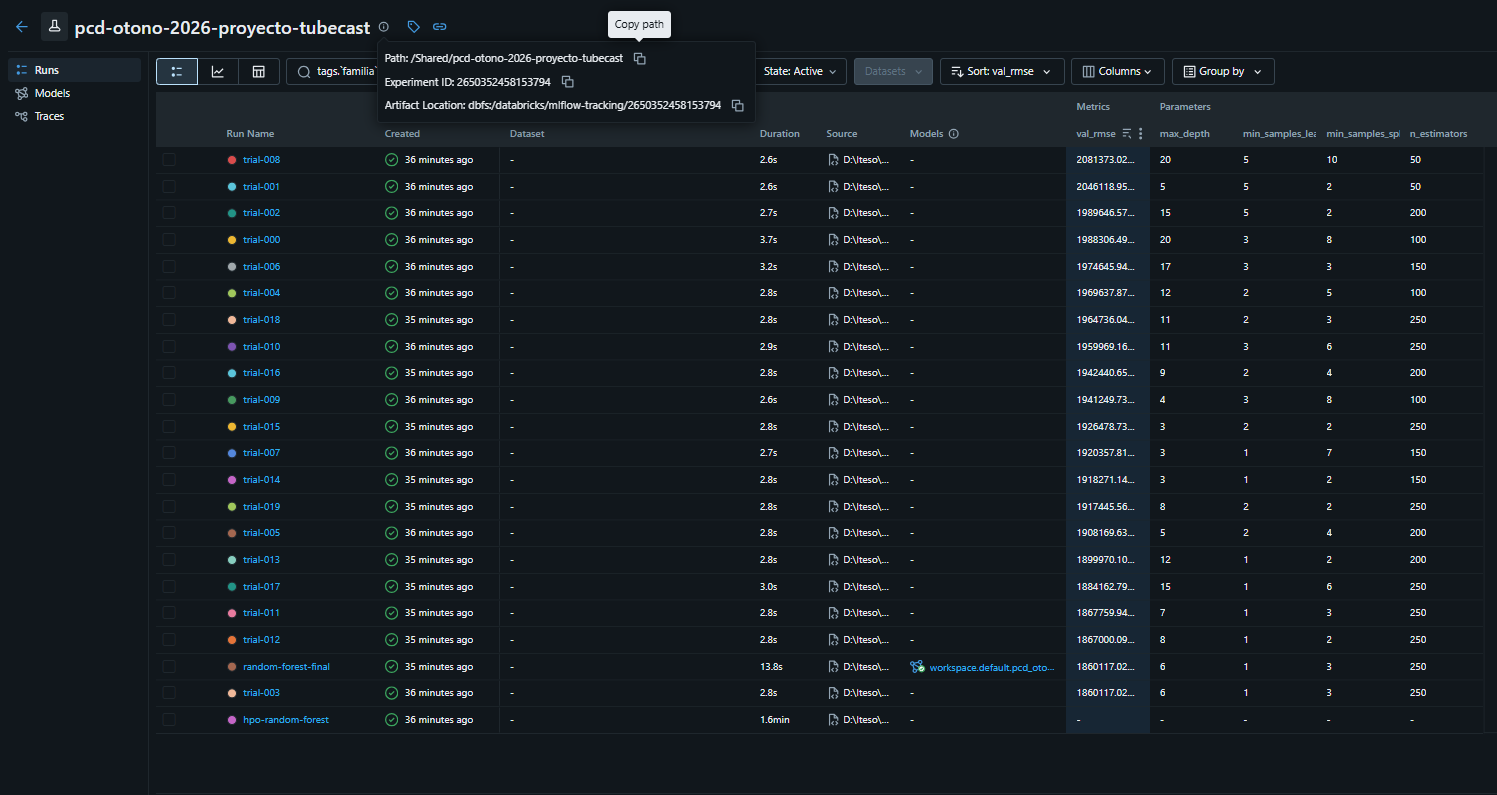 pcd-otono-2026-proyecto-tubecast
Copy path
Path: /Shared/pcd-otono-2026-proyecto-tubecast
Experiment ID: 2650352458153794
Artifact Location: dbfs:/databricks/mlflow-tracking/2650352458153794
Runs
Models
Traces
tags.`familia`
State: Active
Datasets
Sort: val_rmse
Columns
Group by
Metrics Parameters
Run Name Created Dataset Duration Source Models val_rmse max_depth min_samples_lea min_samples_spl n_estimators
trial-008 36 minutes ago - 2.6s D:\Iteso\... - 2081373.02... 20 5 10 50
trial-001 36 minutes ago - 2.6s D:\Iteso\... - 2046118.95... 5 5 2 50
trial-002 36 minutes ago - 2.7s D:\Iteso\... - 1989646.57... 15 5 2 200
trial-000 36 minutes ago - 3.7s D:\Iteso\... - 1988306.49... 20 3 8 100
trial-006 36 minutes ago - 3.2s D:\Iteso\... - 1974645.94... 17 3 3 150
trial-004 36 minutes ago - 2.8s D:\Iteso\... - 1969637.87... 12 2 5 100
trial-018 35 minutes ago - 2.8s D:\Iteso\... - 1964736.04... 11 2 3 250
trial-010 36 minutes ago - 2.9s D:\Iteso\... - 1959969.16... 11 3 6 250
trial-016 35 minutes ago - 2.8s D:\Iteso\... - 1942440.65... 9 2 4 200
trial-009 36 minutes ago - 2.6s D:\Iteso\... - 1941249.73... 4 3 8 100
trial-015 35 minutes ago - 2.8s D:\Iteso\... - 1926478.73... 3 2 2 250
trial-007 36 minutes ago - 2.7s D:\Iteso\... - 1920357.81... 3 1 7 150
trial-014 35 minutes ago - 2.8s D:\Iteso\... - 1918271.14... 3 1 2 150
trial-019 35 minutes ago - 2.8s D:\Iteso\... - 1917445.56... 8 2 2 250
trial-005 36 minutes ago - 2.8s D:\Iteso\... - 1908169.63... 5 2 4 200
trial-013 35 minutes ago - 2.8s D:\Iteso\... - 1899970.10... 12 1 2 200
trial-017 35 minutes ago - 3.0s D:\Iteso\... - 1884162.79... 15 1 6 250
trial-011 35 minutes ago - 2.8s D:\Iteso\... - 1867759.94... 7 1 3 250
trial-012 35 minutes ago - 2.8s D:\Iteso\... - 1867000.09... 8 1 2 250
random-forest-final 35 minutes ago - 13.8s D:\Iteso\... workspace.default.pcd_oto... 1860117.02... 6 1 3 250
trial-003 36 minutes ago - 2.8s D:\Iteso\... - 1860117.02... 6 1 3 250
hpo-random-forest 36 minutes ago - 1.6min D:\Iteso\... - - - - - -